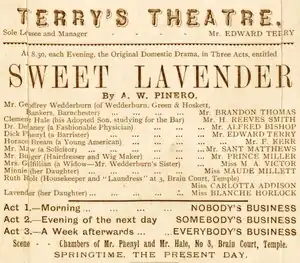 TERRY'S THEATRE.
Sole Lessee and Manager Mr. EDWARD TERRY
At 8.30, each Evening, the Original Domestic Drama, in Three Acts, entitled
SWEET LAVENDER
By A. W. PINERO.
Mr. Geoffrey Wedderburn (of Wedderburn, Green & Hoskett,
Bankers, Barnchester) Mr. BRANDON THOMAS
Clement Hale (his Adopted Son, studying for the Bar) Mr. H. REEVES SMITH
Dr. Delaney (a Fashionable Physician) Mr. ALFRED BISHOP
Dick Phenyl (a Barrister) Mr. EDWARD TERRY
Horace Bream (a Young American) Mr. F. KERR
Mr. Maw (a Solicitor) Mr. SANT MATTHEWS
Mr. Bulger (Hairdresser and Wig Maker) Mr. PRINCE MILLER
Mrs. Gilfillian (a Widow—Mr. Wedderburn's Sister) Miss M A VICTOR
Minnie (her Daughter) Miss MAUDE MILLETT
Ruth Rolt (Housekeeper and "Laundress" at 3, Brain Court, Temple)
Miss CARLOTTA ADDISON
Lavender (her Daughter) Miss BLANCHE HORLOCK
Act 1.—Morning NOBODY'S BUSINESS
Act 2.—Evening of the next day SOMEBODY'S BUSINESS
Act 3.—A Week afterwards EVERYBODY'S BUSINESS
Scene - Chambers of Mr. Phenyl and Mr. Hale, No 3, Brain Court, Temple.
SPRINGTIME. THE PRESENT DAY.